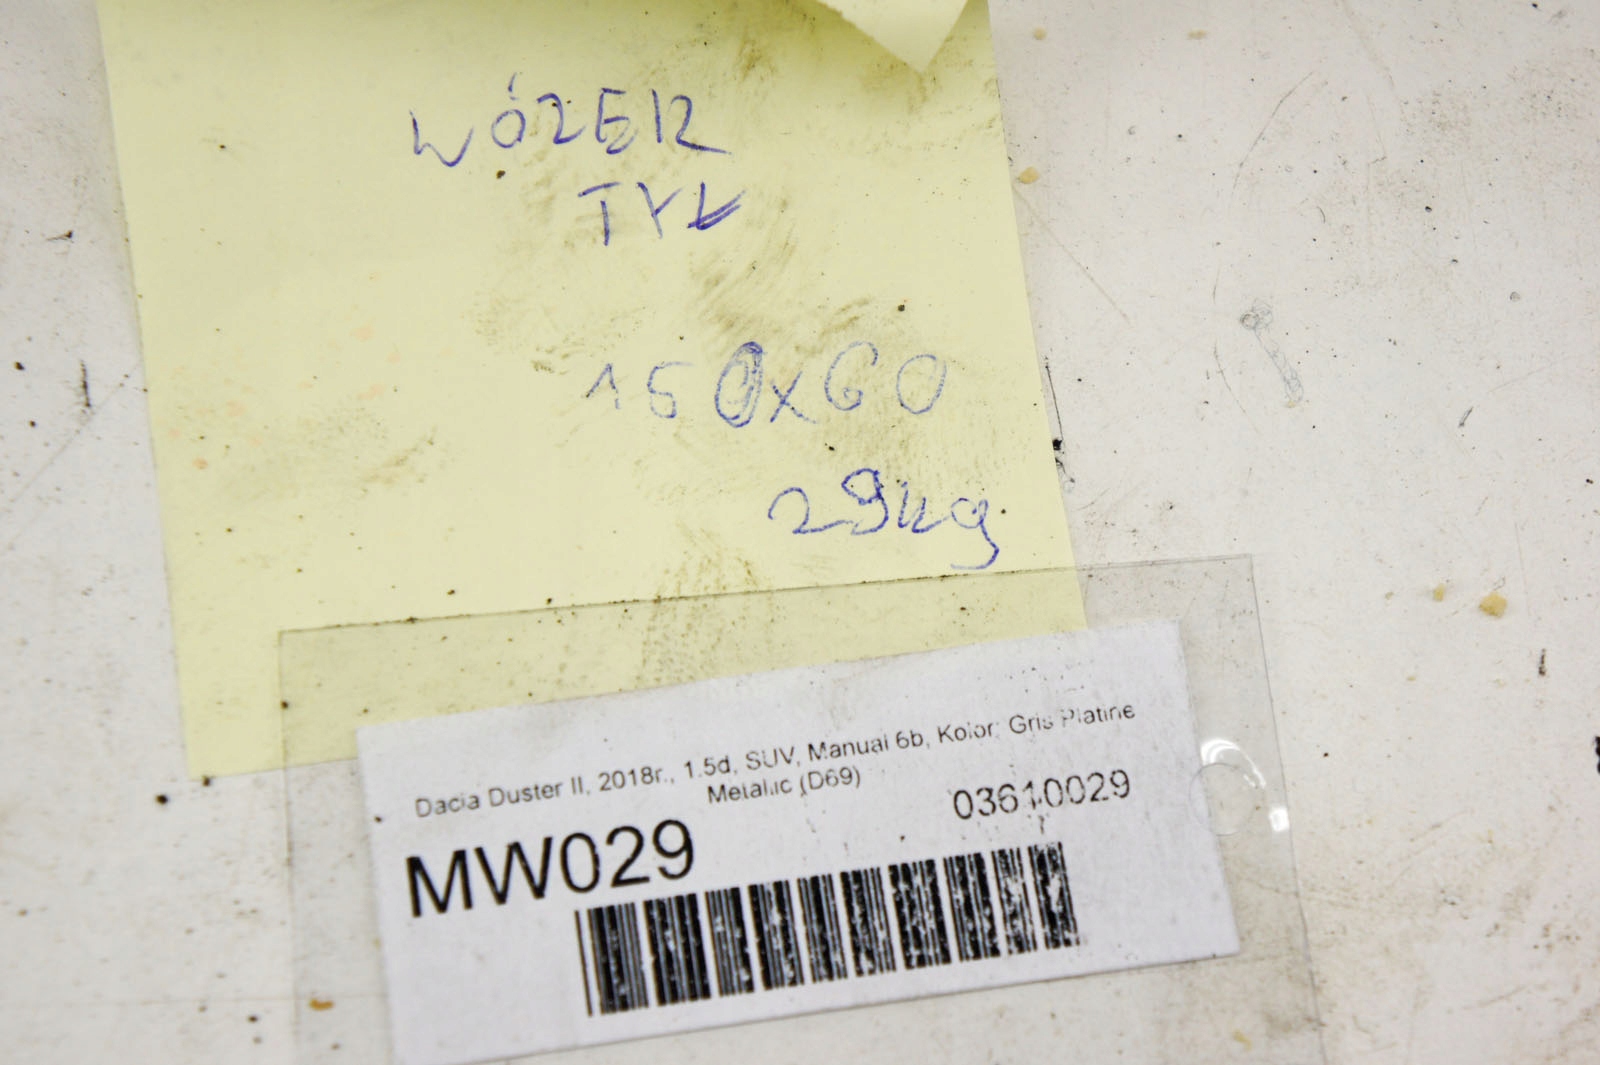 WÓZEK
TYŁ
150x60
29kg
Dacia Duster II, 2018r., 1.5d, SUV, Manual 6b, Kolor: Gris Platine
Metallic (D69)
03610029
MW029